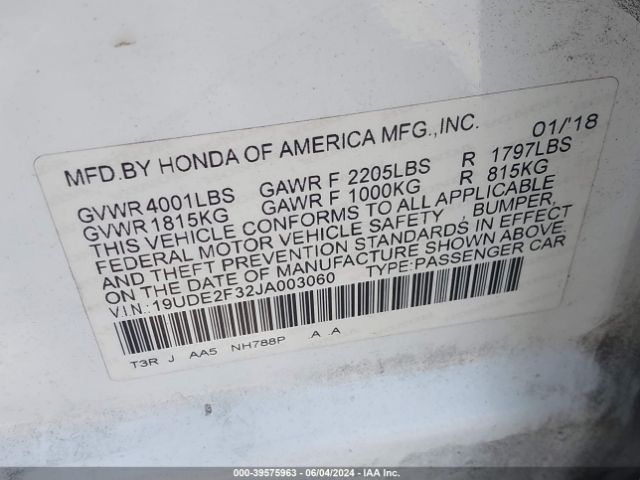 MFD.BY HONDA OF AMERICA MFG.,INC. 01/'18
GVWR 4001LBS GAWR F 2205LBS R 1797LBS
GVWR 1815KG GAWR F 1000KG R 815KG
THIS VEHICLE CONFORMS TO ALL APPLICABLE
FEDERAL MOTOR VEHICLE SAFETY , BUMPER,
AND THEFT PREVENTION STANDARDS IN EFFECT
ON THE DATE OF MANUFACTURE SHOWN ABOVE.
V.I.N.:19UDE2F32JA003060 TYPE:PASSENGER CAR
T3R J AA5 NH788P .A .A
000-39575963 - 06/04/2024 - IAA Inc.